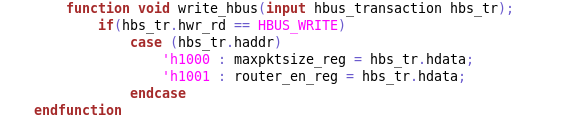 function void write_hbus(input hbus_transaction hbs_tr);
if(hbs_tr.hwr_rd == HBUS_WRITE)
case (hbs_tr.haddr)
'h1000 : maxpktsize_reg = hbs_tr.hdata;
'h1001 : router_en_reg = hbs_tr.hdata;
endcase
endfunction